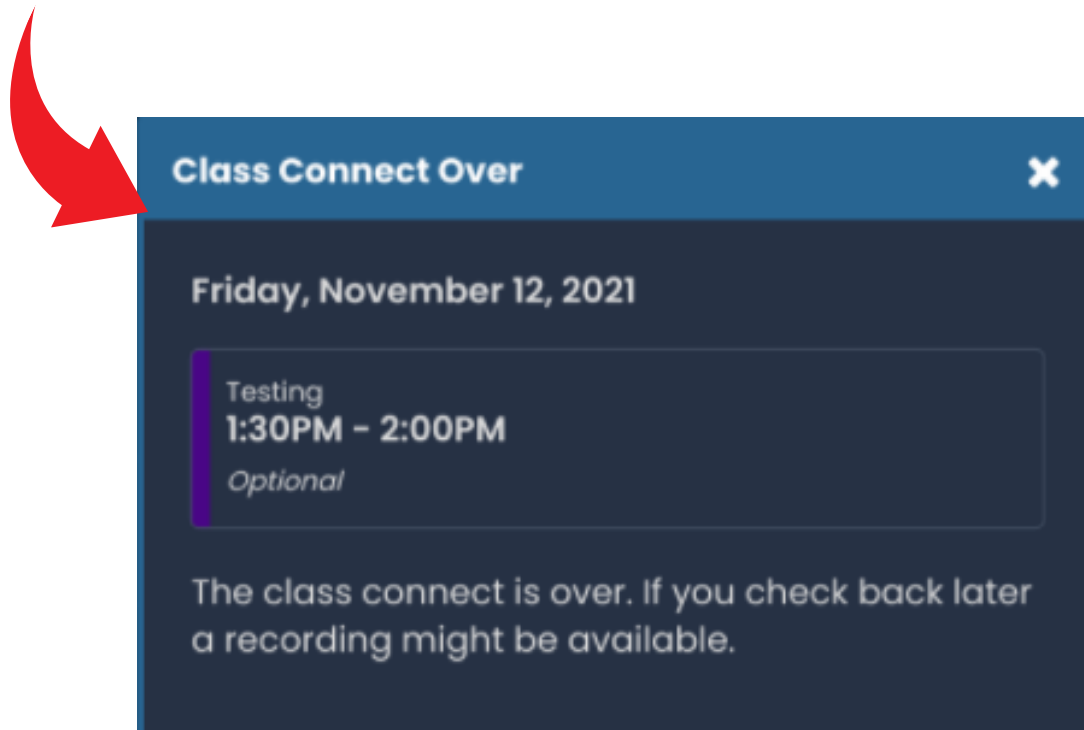 Class Connect Over
Friday, November 12, 2021
Testing
1:30PM - 2:00PM
Optional
The class connect is over. If you check back later
a recording might be available.